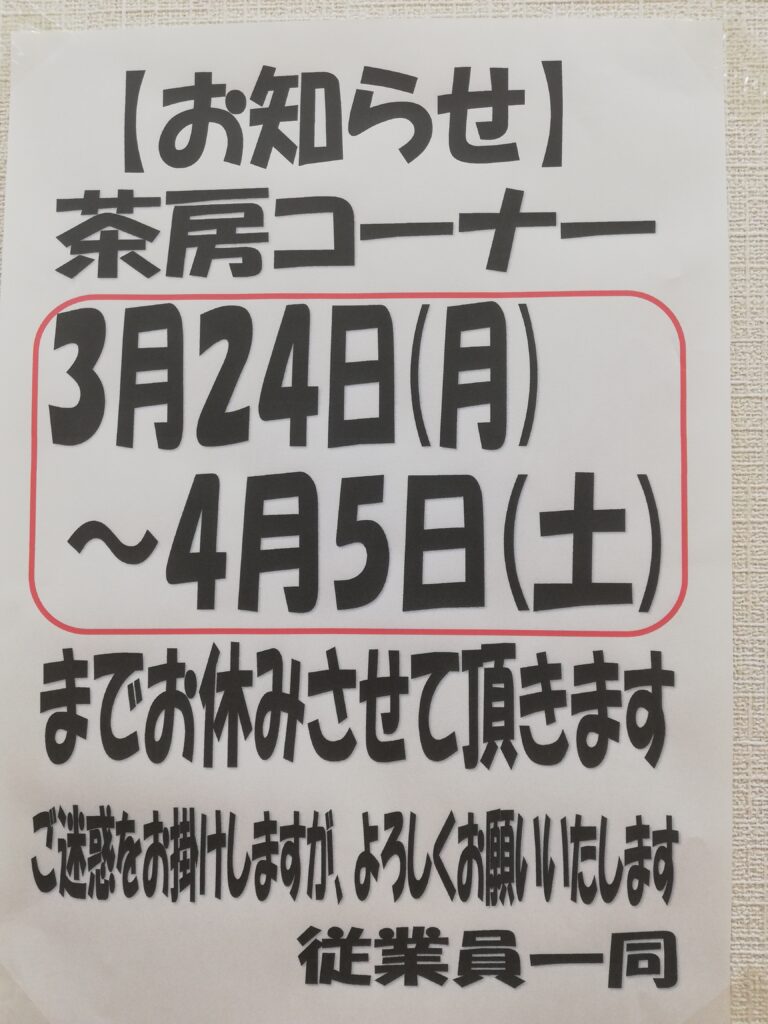 【お知らせ】
茶房コーナー
3月24日(月)
～4月5日(土)
までお休みさせて頂きます
ご迷惑をお掛けしますが、よろしくお願いいたします
従業員一同